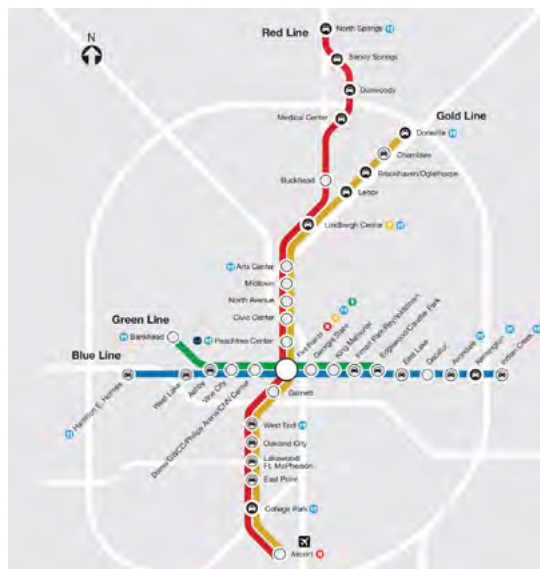 N
Red Line
North Springs
Sandy Springs
Dunwoody
Medical Center
Gold Line
Doraville
Chamblee
Brookhaven/Oglethorpe
Buckhead
Lenox
Lindbergh Center
Arts Center
Midtown
North Avenue
Civic Center
Green Line
Bankhead
Peachtree Center
Five Points
Georgia State
King Memorial
Inman Park/Reynoldstown
Edgewood/Candler Park
East Lake
Decatur
Avondale
Kensington
Indian Creek
Blue Line
Hamilton E. Holmes
West Lake
Ashby
Vine City
Dome/GWCC/Philips Arena/CNN Center
Garnett
West End
Oakland City
Lakewood/
Ft. McPherson
East Point
College Park
Airport